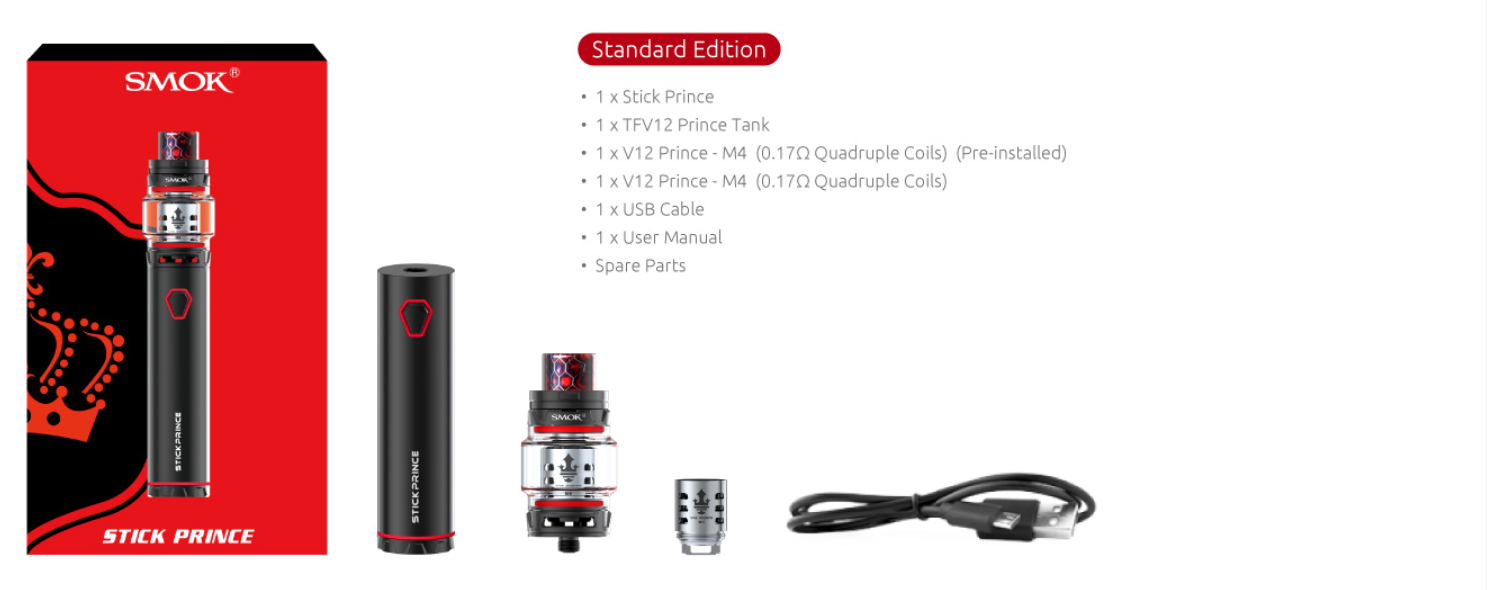 SMOK®
SMOK®
STICK PRINCE
STICK PRINCE
Standard Edition
• 1 x Stick Prince
• 1 x TFV12 Prince Tank
• 1 x V12 Prince - M4 (0.17Ω Quadruple Coils) (Pre-installed)
• 1 x V12 Prince - M4 (0.17Ω Quadruple Coils)
• 1 x USB Cable
• 1 x User Manual
• Spare Parts
STICK PRINCE
SMOK®